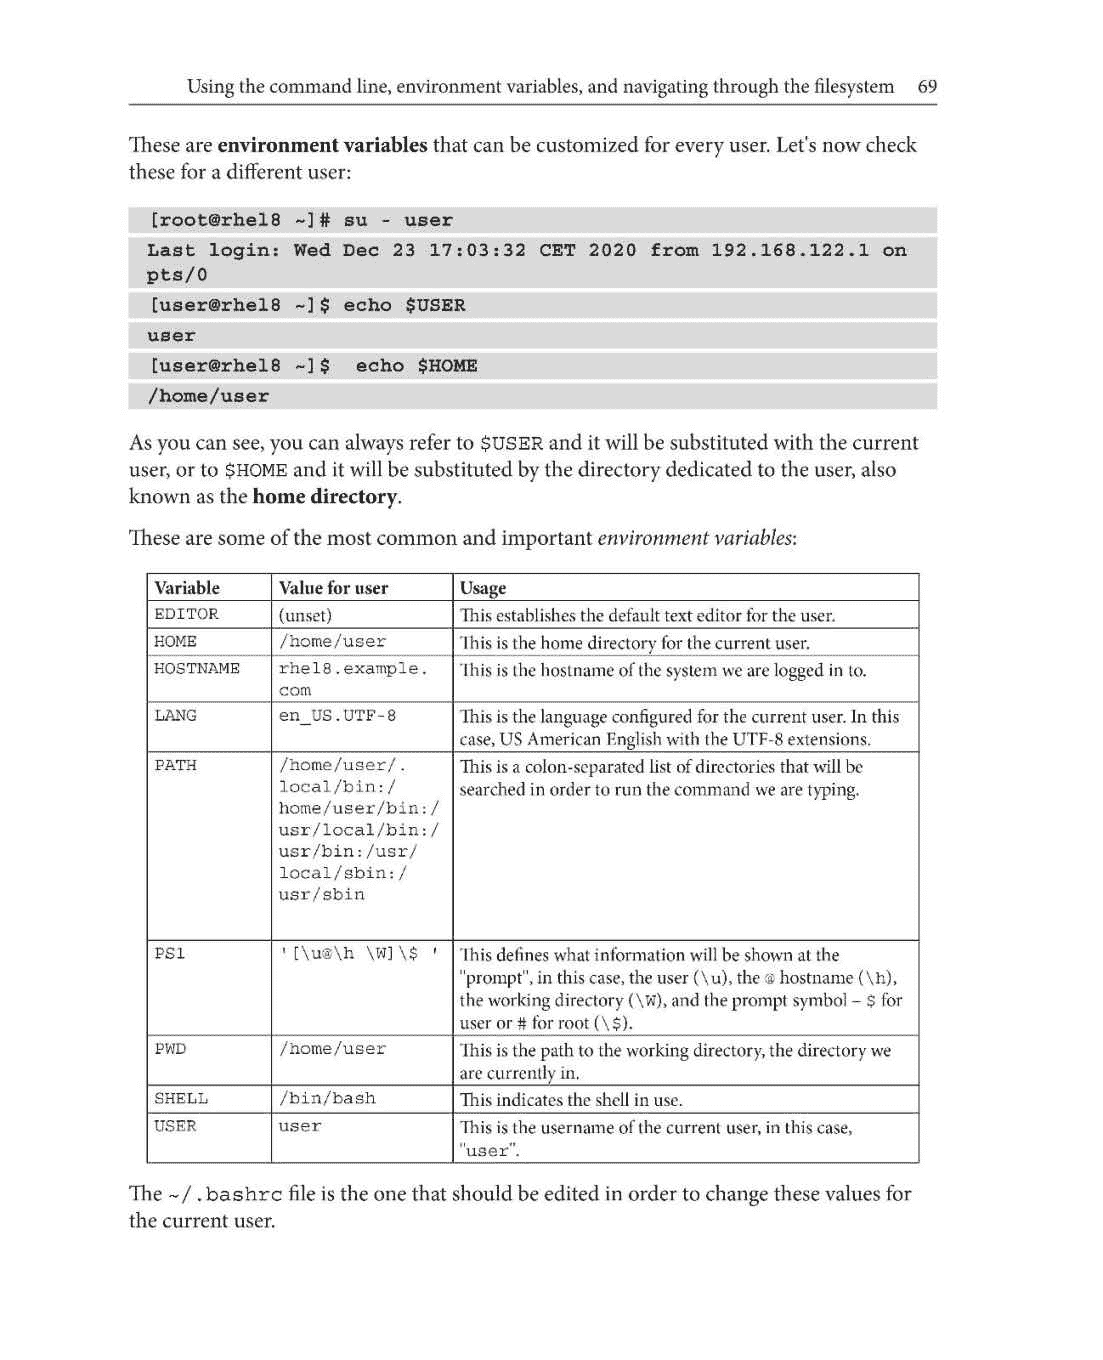 Using the command line, environment variables, and navigating through the filesystem 69
These are environment variables that can be customized for every user. Let's now check
these for a different user:
[root@rhel8 ~]# su - user
Last login: Wed Dec 23 17:03:32 CET 2020 from 192.168.122.1 on
pts/0
[user@rhel8 ~]$ echo $USER
user
[user@rhel8 ~]$  echo $HOME
/home/user
As you can see, you can always refer to $USER and it will be substituted with the current
user, or to $HOME and it will be substituted by the directory dedicated to the user, also
known as the home directory.
These are some of the most common and important environment variables:
Variable Value for user Usage
EDITOR (unset) This establishes the default text editor for the user.
HOME /home/user This is the home directory for the current user.
HOSTNAME rhel8.example. This is the hostname of the system we are logged in to.
com
LANG en_US.UTF-8 This is the language configured for the current user. In this
case, US American English with the UTF-8 extensions.
PATH /home/user/. This is a colon-separated list of directories that will be
local/bin:/ searched in order to run the command we are typing.
home/user/bin:/
usr/local/bin:/
usr/bin:/usr/
local/sbin:/
usr/sbin
PS1 '[\u@\h \W]\$ ' This defines what information will be shown at the
"prompt", in this case, the user (\u), the @ hostname (\h),
the working directory (\W), and the prompt symbol – $ for
user or # for root (\$).
PWD /home/user This is the path to the working directory, the directory we
are currently in.
SHELL /bin/bash This indicates the shell in use.
USER user This is the username of the current user, in this case,
"user".
The ~/.bashrc file is the one that should be edited in order to change these values for
the current user.